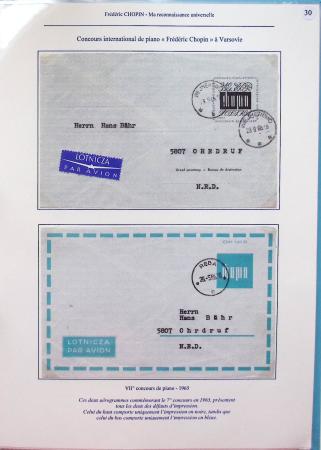 Frédéric CHOPIN - Ma reconnaissance universelle
30
Concours international de piano « Frédéric Chopin » à Varsovie
chopin
Herrn Hans Bähr
LOTNICZA
PAR AVION
5807 OHRDRUF
N.R.D.
REDA
chopin
Herrn
Hans Bähr
5807 Ohrdruf
N.R.D.
LOTNICZA
PAR AVION
VIIe concours de piano - 1965
Ces deux aérogrammes commémorant le 7e concours en 1965, présentent
tous les deux des défauts d'impression.
Celui du haut comporte uniquement l'impression en noire, tandis que
celui du bas comporte uniquement l'impression en bleue.